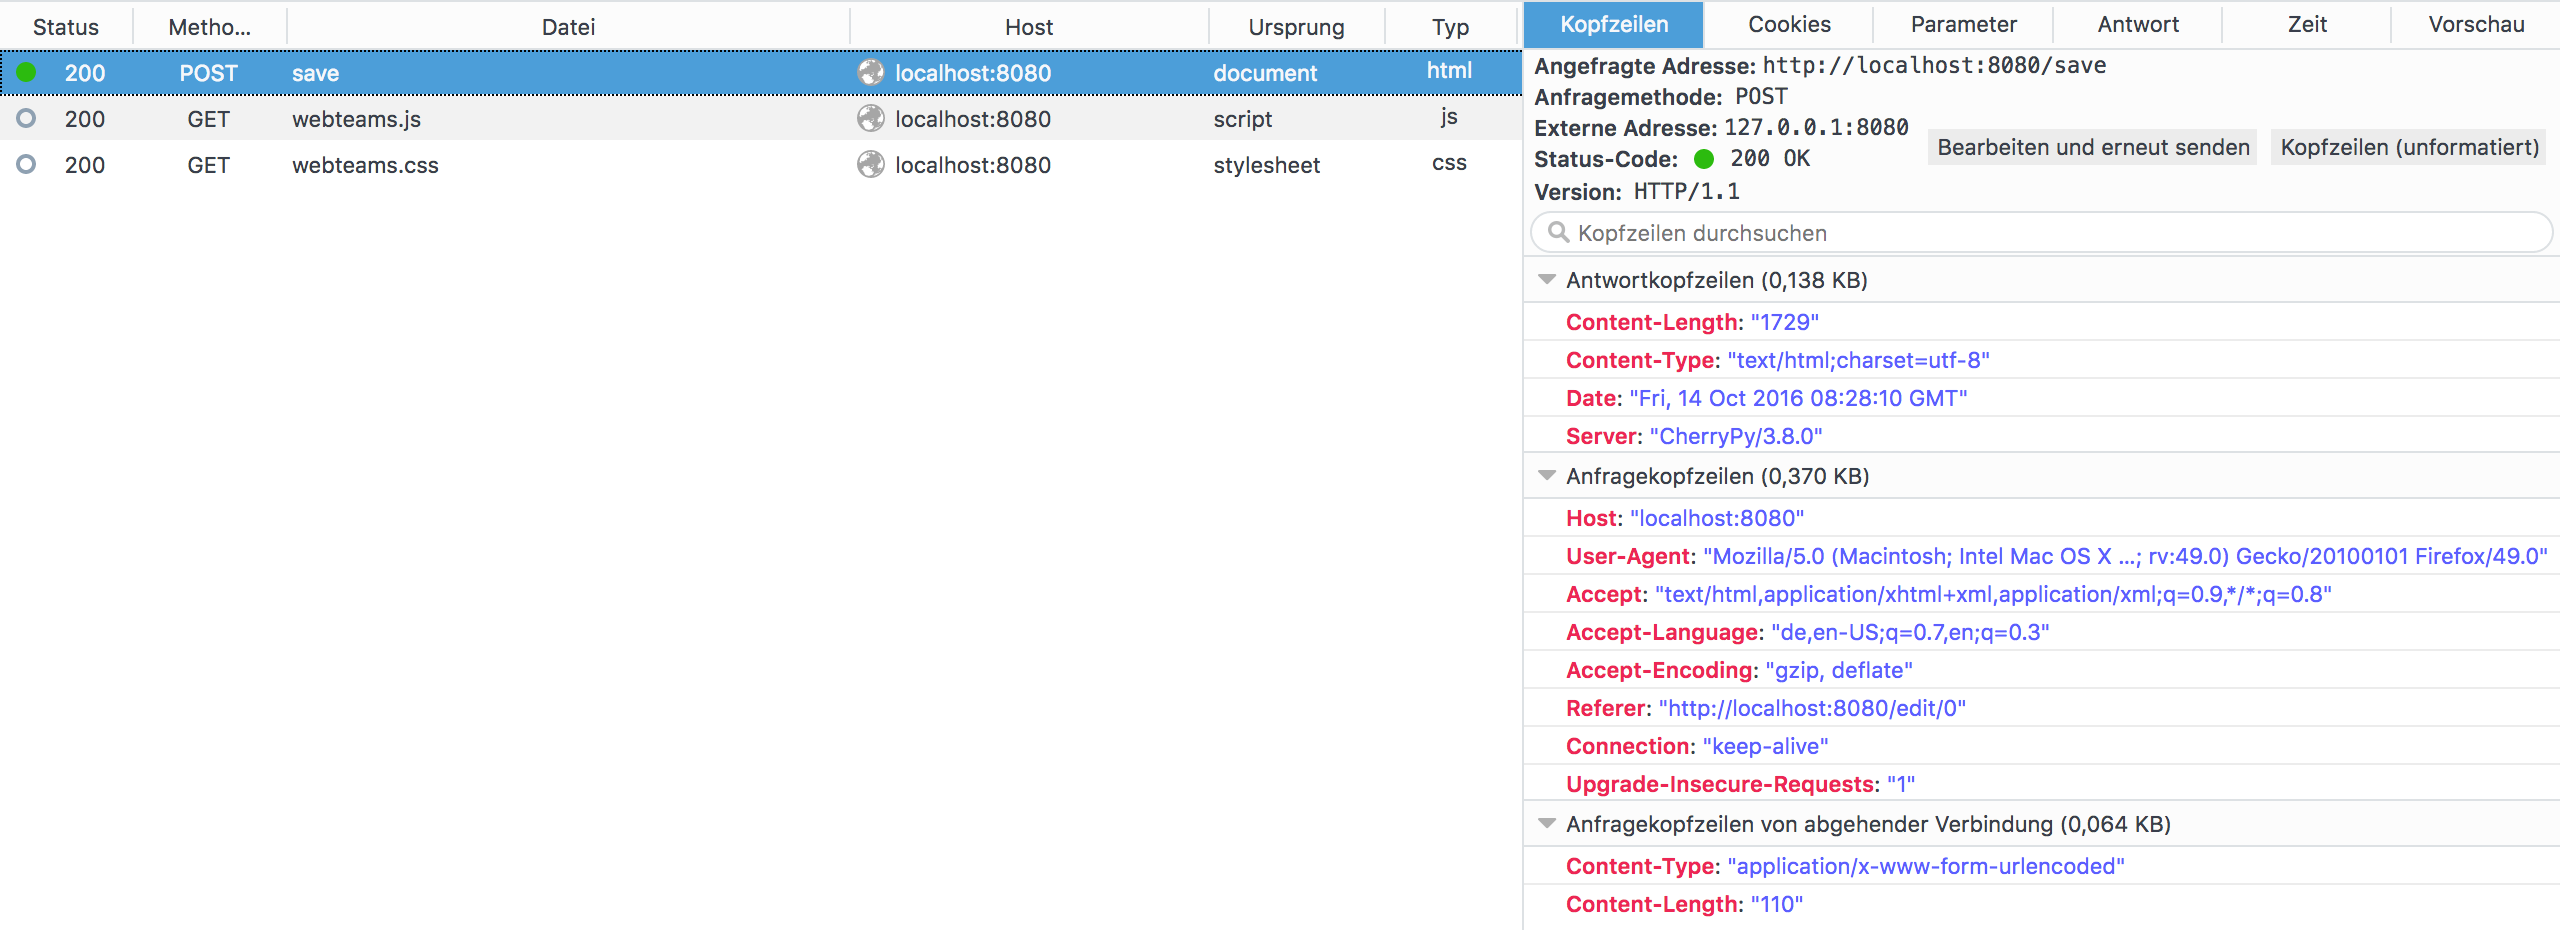 Status Metho... Datei Host Ursprung Typ
200 POST save localhost:8080 document html
200 GET webteams.js localhost:8080 script js
200 GET webteams.css localhost:8080 stylesheet css
Kopfzeilen Cookies Parameter Antwort Zeit Vorschau
Angefragte Adresse: http://localhost:8080/save
Anfragemethode: POST
Externe Adresse: 127.0.0.1:8080
Status-Code: 200 OK
Bearbeiten und erneut senden Kopfzeilen (unformatiert)
Version: HTTP/1.1
Kopfzeilen durchsuchen
Antwortkopfzeilen (0,138 KB)
Content-Length: "1729"
Content-Type: "text/html;charset=utf-8"
Date: "Fri, 14 Oct 2016 08:28:10 GMT"
Server: "CherryPy/3.8.0"
Anfragekopfzeilen (0,370 KB)
Host: "localhost:8080"
User-Agent: "Mozilla/5.0 (Macintosh; Intel Mac OS X ...; rv:49.0) Gecko/20100101 Firefox/49.0"
Accept: "text/html,application/xhtml+xml,application/xml;q=0.9,*/*;q=0.8"
Accept-Language: "de,en-US;q=0.7,en;q=0.3"
Accept-Encoding: "gzip, deflate"
Referer: "http://localhost:8080/edit/0"
Connection: "keep-alive"
Upgrade-Insecure-Requests: "1"
Anfragekopfzeilen von abgehender Verbindung (0,064 KB)
Content-Type: "application/x-www-form-urlencoded"
Content-Length: "110"